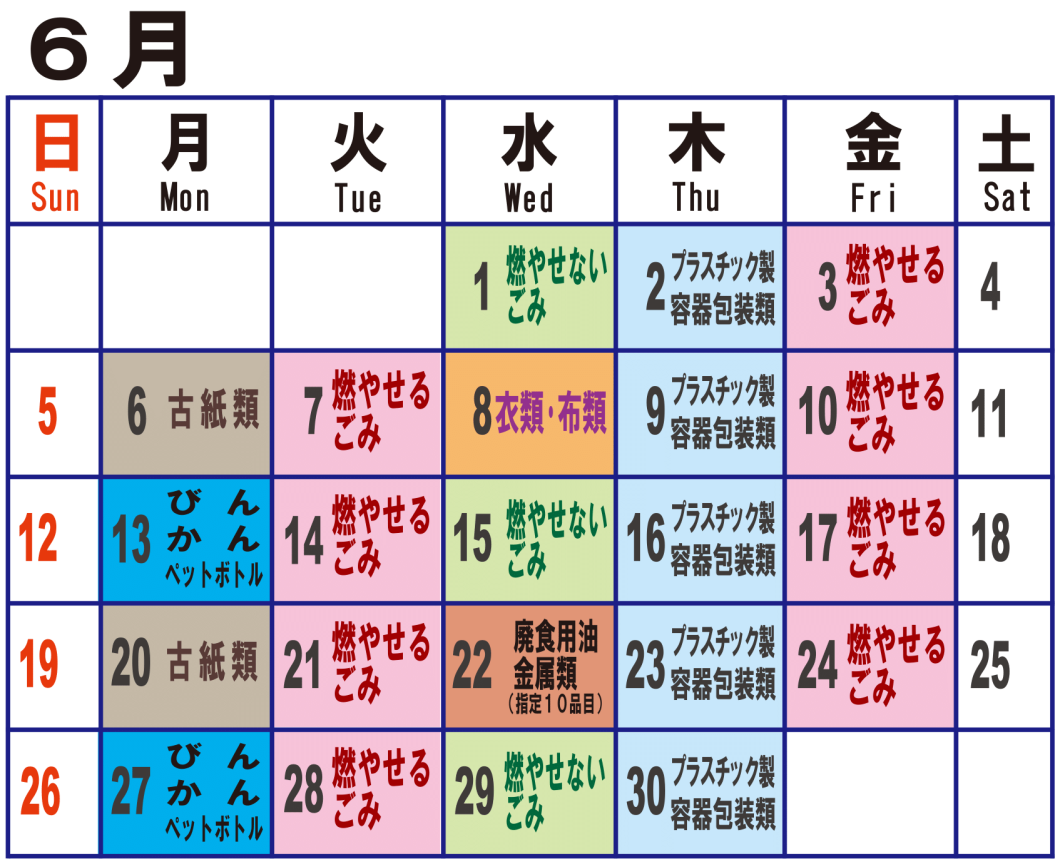 6月
日 月 火 水 木 金 土
Sun Mon Tue Wed Thu Fri Sat
1 燃やせない
ごみ
2 プラスチック製
容器包装類
3 燃やせる
ごみ
4
5
6 古紙類
7 燃やせる
ごみ
8 衣類・布類
9 プラスチック製
容器包装類
10 燃やせる
ごみ
11
12
13 びん
かん
ペットボトル
14 燃やせる
ごみ
15 燃やせない
ごみ
16 プラスチック製
容器包装類
17 燃やせる
ごみ
18
19
20 古紙類
21 燃やせる
ごみ
22 廃食用油
金属類
(指定10品目)
23 プラスチック製
容器包装類
24 燃やせる
ごみ
25
26
27 びん
かん
ペットボトル
28 燃やせる
ごみ
29 燃やせない
ごみ
30 プラスチック製
容器包装類